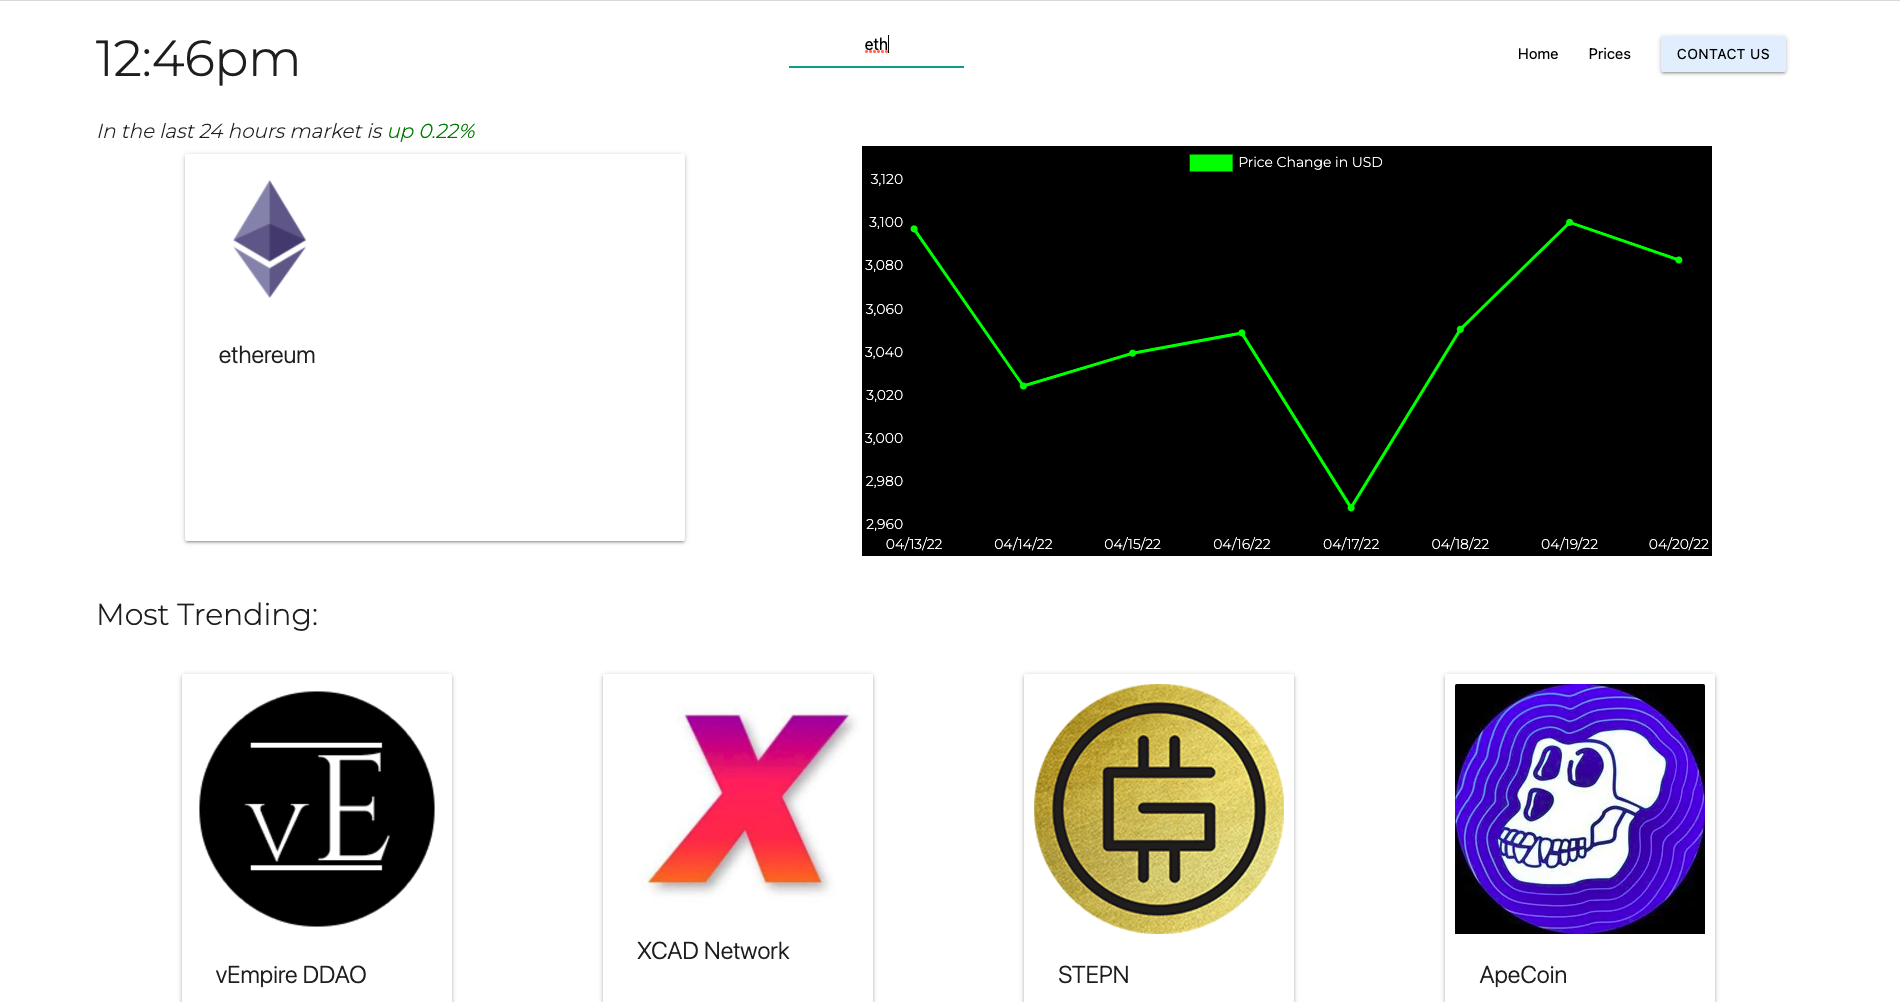 12:46pm
eth
Home
Prices
CONTACT US
In the last 24 hours market is up 0.22%
ethereum
Price Change in USD
3,120
3,100
3,080
3,060
3,040
3,020
3,000
2,980
2,960
04/13/22
04/14/22
04/15/22
04/16/22
04/17/22
04/18/22
04/19/22
04/20/22
Most Trending:
vE
X
vEmpire DDAO
XCAD Network
STEPN
ApeCoin